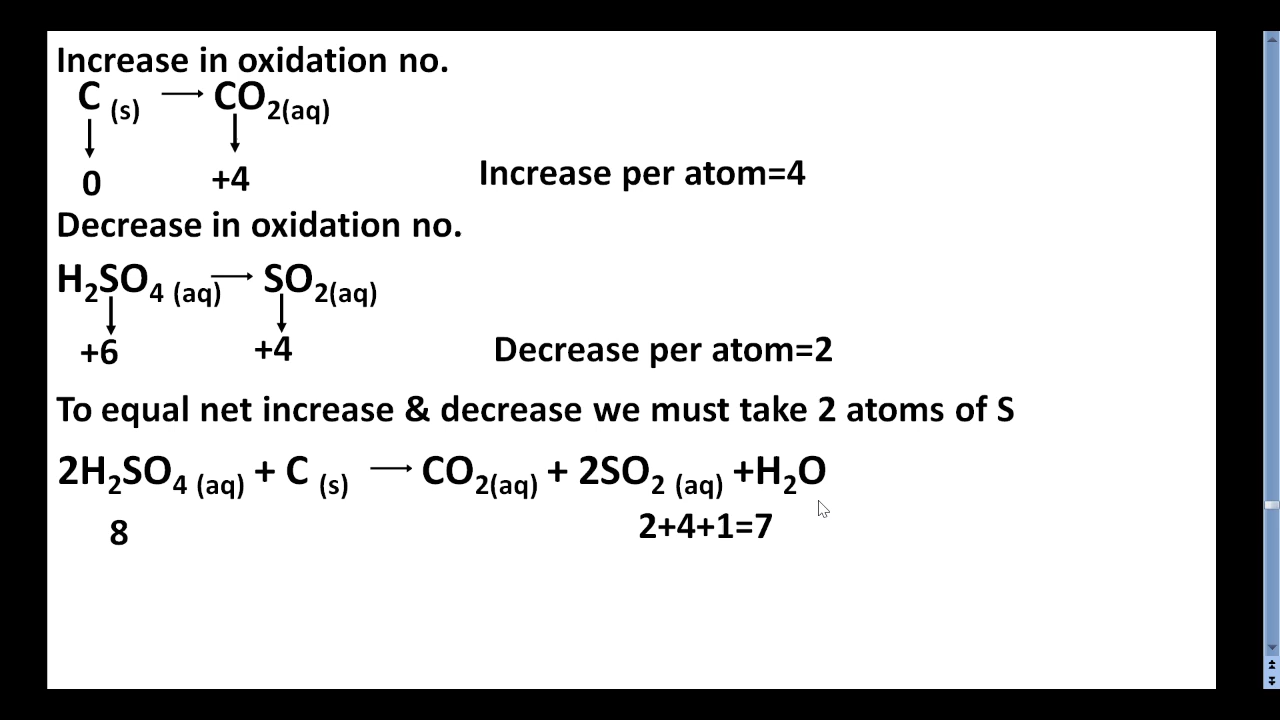 Increase in oxidation no.
C (s) → CO2(aq)
0 +4 Increase per atom=4
Decrease in oxidation no.
H2SO4 (aq) → SO2(aq)
+6 +4 Decrease per atom=2
To equal net increase & decrease we must take 2 atoms of S
2H2SO4 (aq) + C (s) → CO2(aq) + 2SO2 (aq) +H2O
8 2+4+1=7